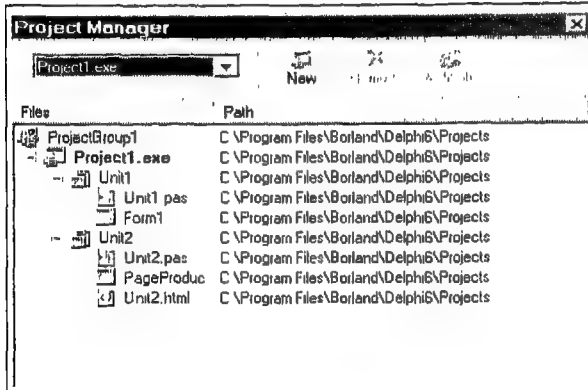 Project Manager
Project1.exe
New
Files Path
ProjectGroup1 C:\Program Files\Borland\Delphi6\Projects
Project1.exe C:\Program Files\Borland\Delphi6\Projects
Unit1 C:\Program Files\Borland\Delphi6\Projects
Unit1.pas C:\Program Files\Borland\Delphi6\Projects
Form1 C:\Program Files\Borland\Delphi6\Projects
Unit2 C:\Program Files\Borland\Delphi6\Projects
Unit2.pas C:\Program Files\Borland\Delphi6\Projects
PageProduc C:\Program Files\Borland\Delphi6\Projects
Unit2.html C:\Program Files\Borland\Delphi6\Projects